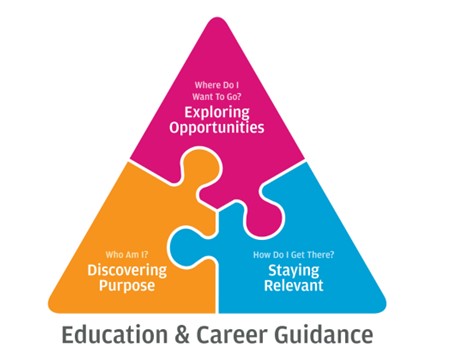 Where Do I
Want To Go?
Exploring
Opportunities
Who Am I?
Discovering
Purpose
How Do I Get There?
Staying
Relevant
Education & Career Guidance